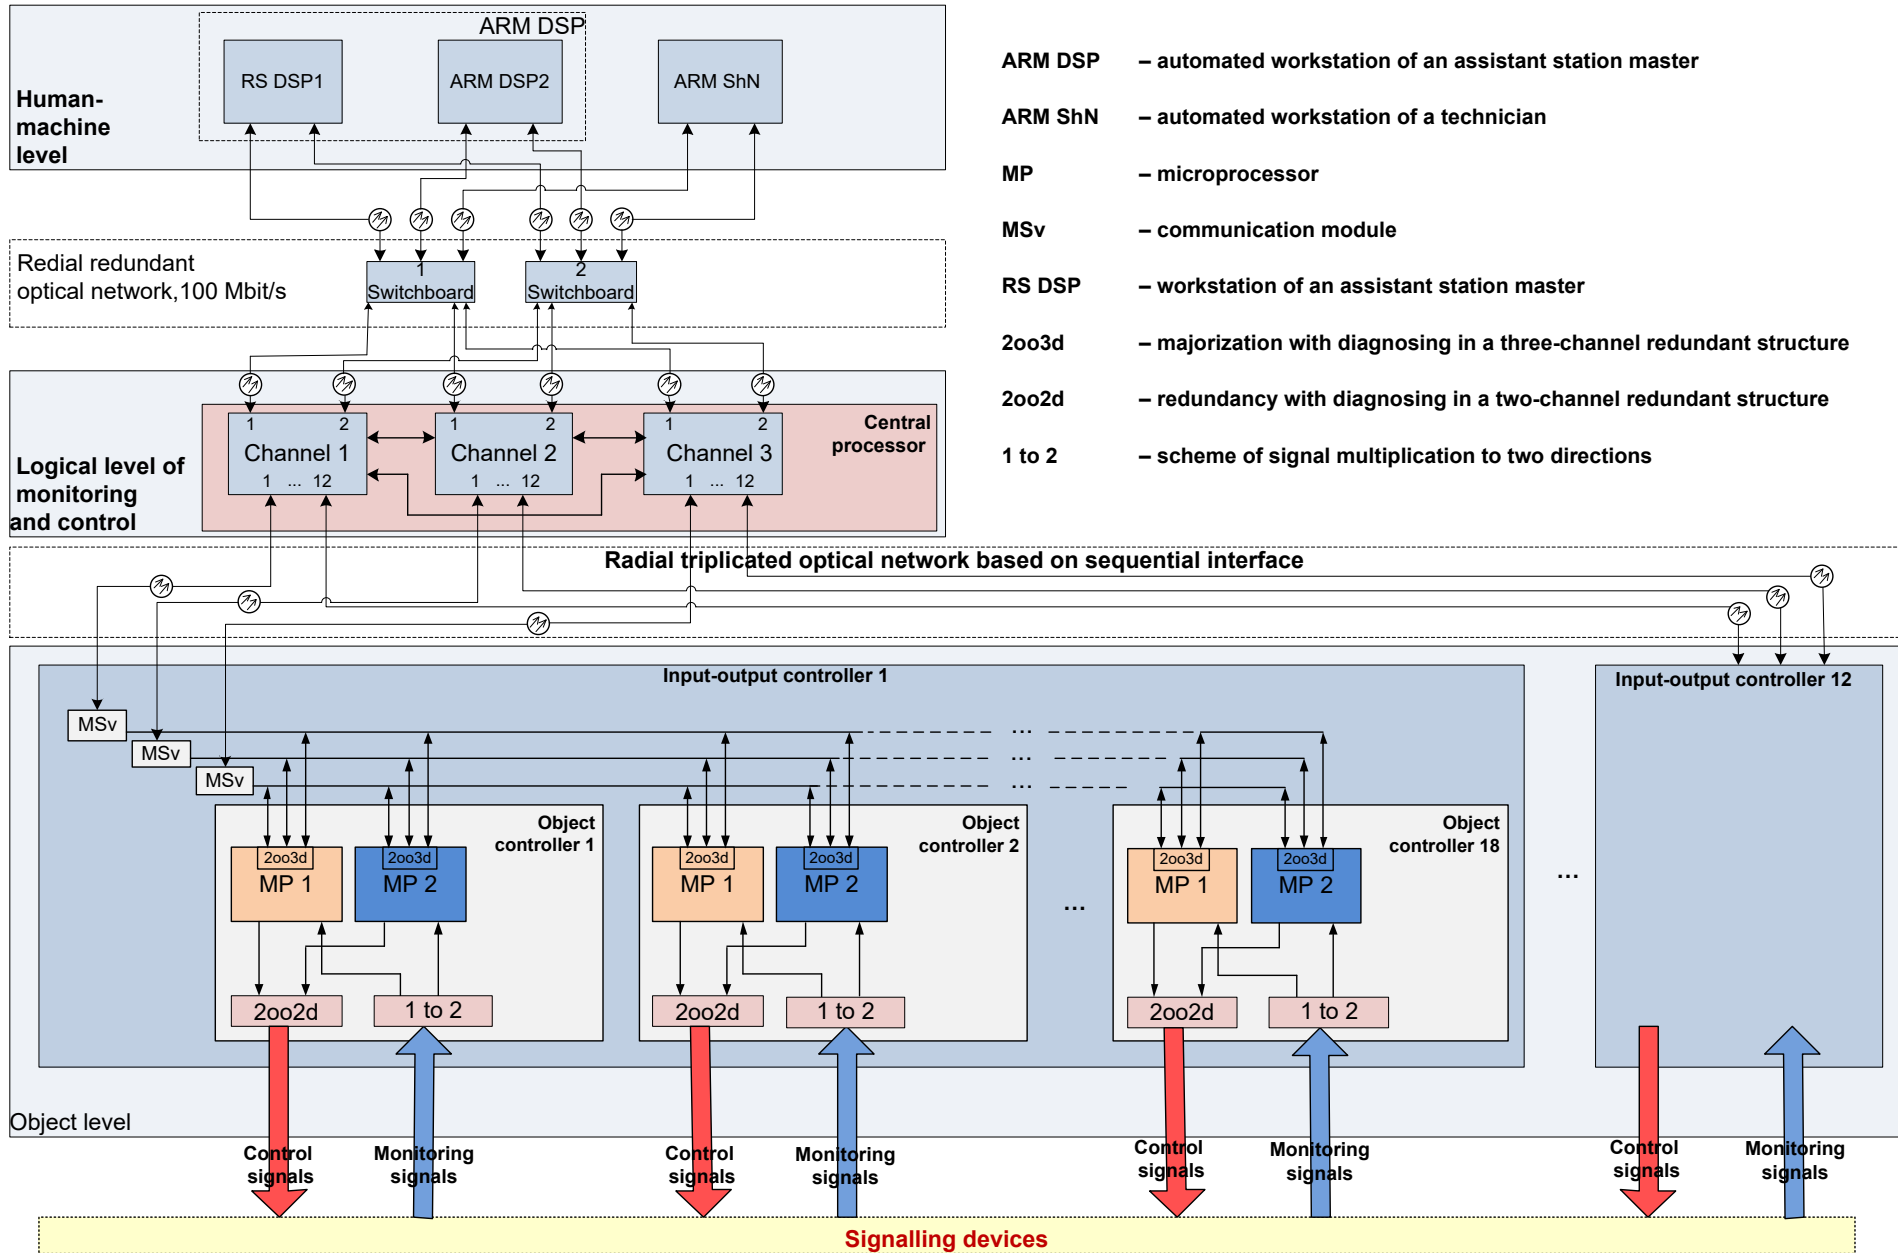 ARM DSP
RS DSP1
ARM DSP2
ARM ShN
Human-
machine
level
Redial redundant
optical network,100 Mbit/s
1
Switchboard
2
Switchboard
1 2
Channel 1
1 ... 12
1 2
Channel 2
1 ... 12
1 2
Channel 3
1 ... 12
Central
processor
Logical level of
monitoring
and control
ARM DSP – automated workstation of an assistant station master
ARM ShN – automated workstation of a technician
MP – microprocessor
MSv – communication module
RS DSP – workstation of an assistant station master
2oo3d – majorization with diagnosing in a three-channel redundant structure
2oo2d – redundancy with diagnosing in a two-channel redundant structure
1 to 2 – scheme of signal multiplication to two directions
Radial triplicated optical network based on sequential interface
Input-output controller 1
Input-output controller 12
MSv
MSv
MSv
...
...
...
Object
controller 1
2oo3d
MP 1
2oo3d
MP 2
2oo2d
1 to 2
Object
controller 2
2oo3d
MP 1
2oo3d
MP 2
2oo2d
1 to 2
...
Object
controller 18
2oo3d
MP 1
2oo3d
MP 2
2oo2d
1 to 2
...
Object level
Control
signals
Monitoring
signals
Control
signals
Monitoring
signals
Control
signals
Monitoring
signals
Control
signals
Monitoring
signals
Signalling devices